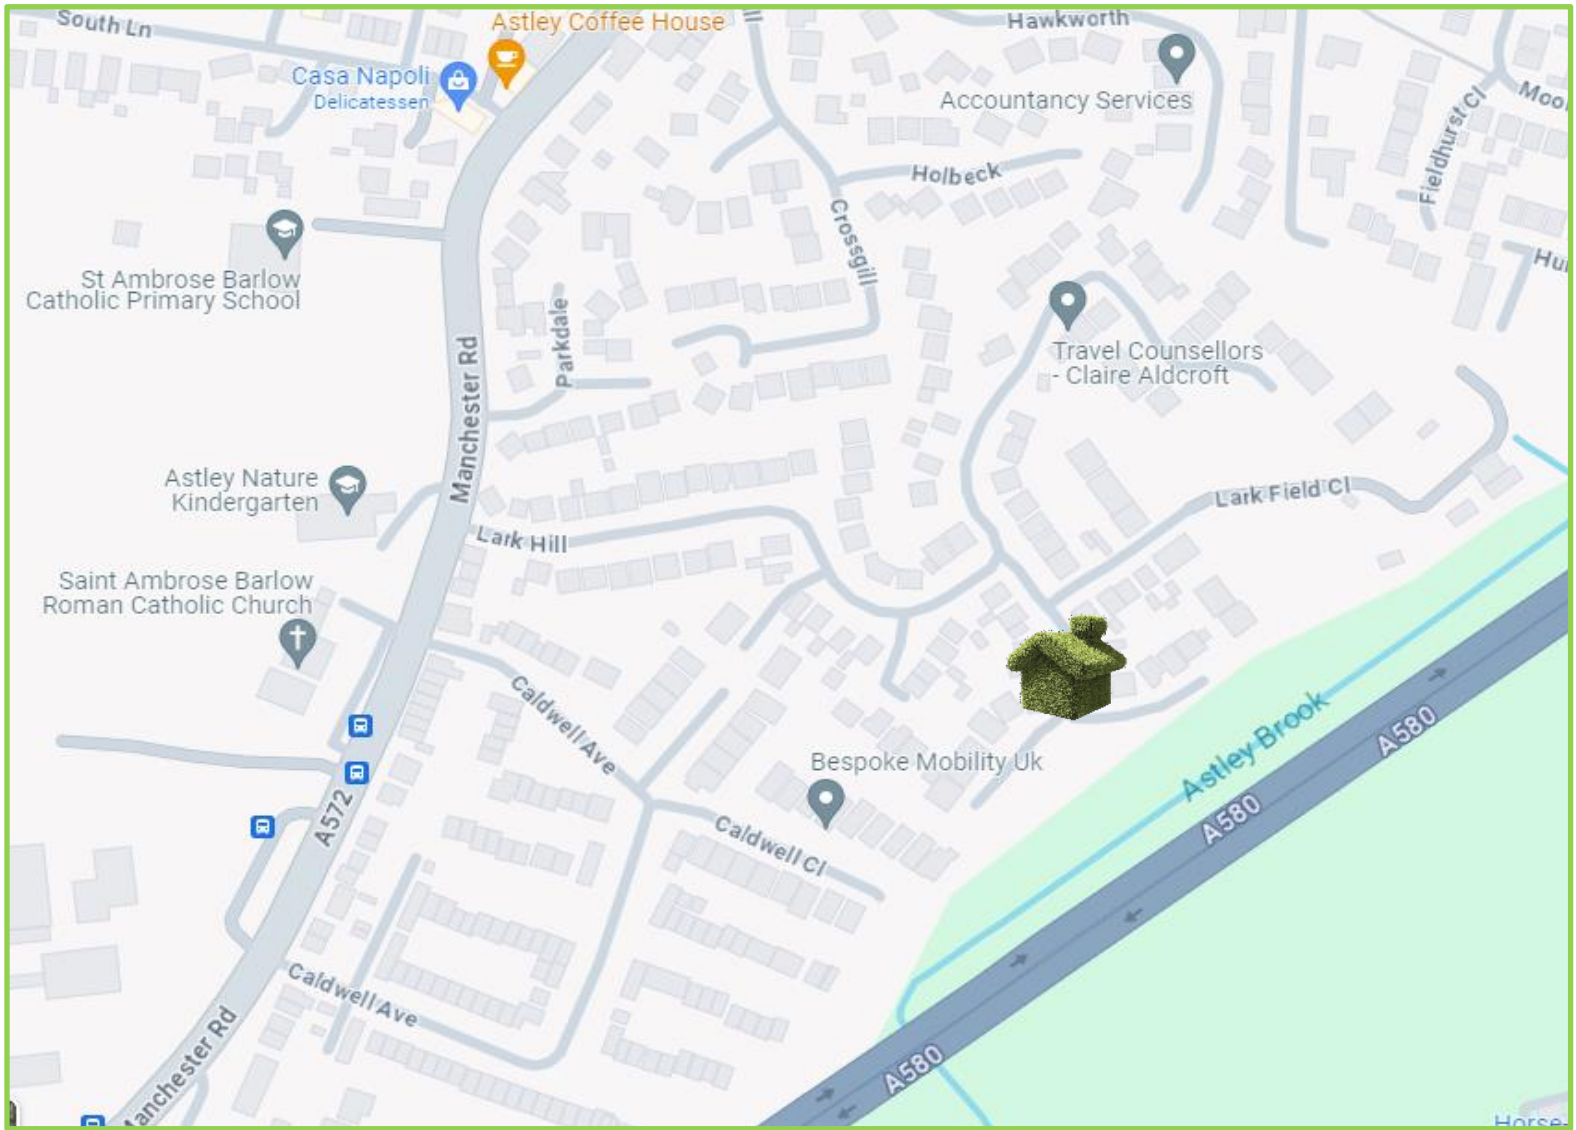 South Ln
Astley Coffee House
Hawkworth
Casa Napoli
Delicatessen
Accountancy Services
Fieldhurst Cl
Holbeck
Crossgill
St Ambrose Barlow
Catholic Primary School
Parkdale
Manchester Rd
Travel Counsellors
- Claire Aldcroft
Astley Nature
Kindergarten
Lark Field Cl
Lark Hill
Saint Ambrose Barlow
Roman Catholic Church
Caldwell Ave
Bespoke Mobility Uk
Astley Brook
A580
A580
A572
Caldwell Cl
Caldwell Ave
A580
Manchester Rd
Horse-